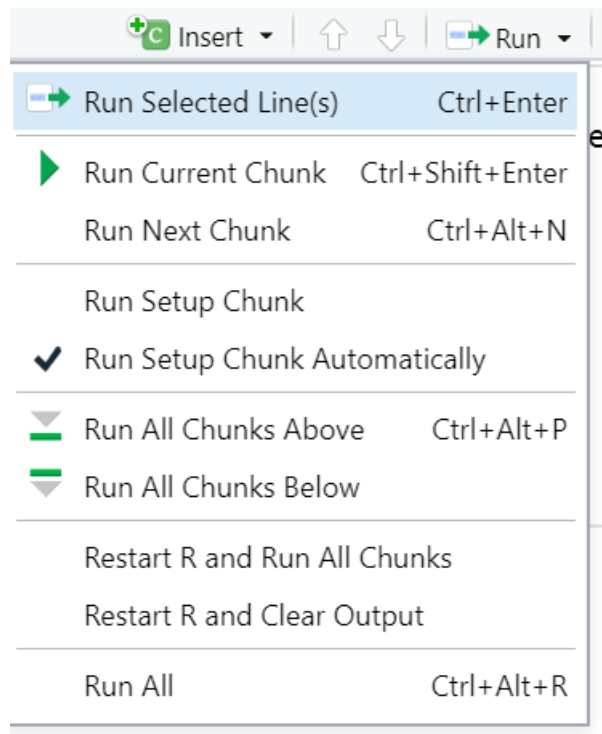 C Insert Run
Run Selected Line(s) Ctrl+Enter
e
Run Current Chunk Ctrl+Shift+Enter
Run Next Chunk Ctrl+Alt+N
Run Setup Chunk
Run Setup Chunk Automatically
Run All Chunks Above Ctrl+Alt+P
Run All Chunks Below
Restart R and Run All Chunks
Restart R and Clear Output
Run All Ctrl+Alt+R